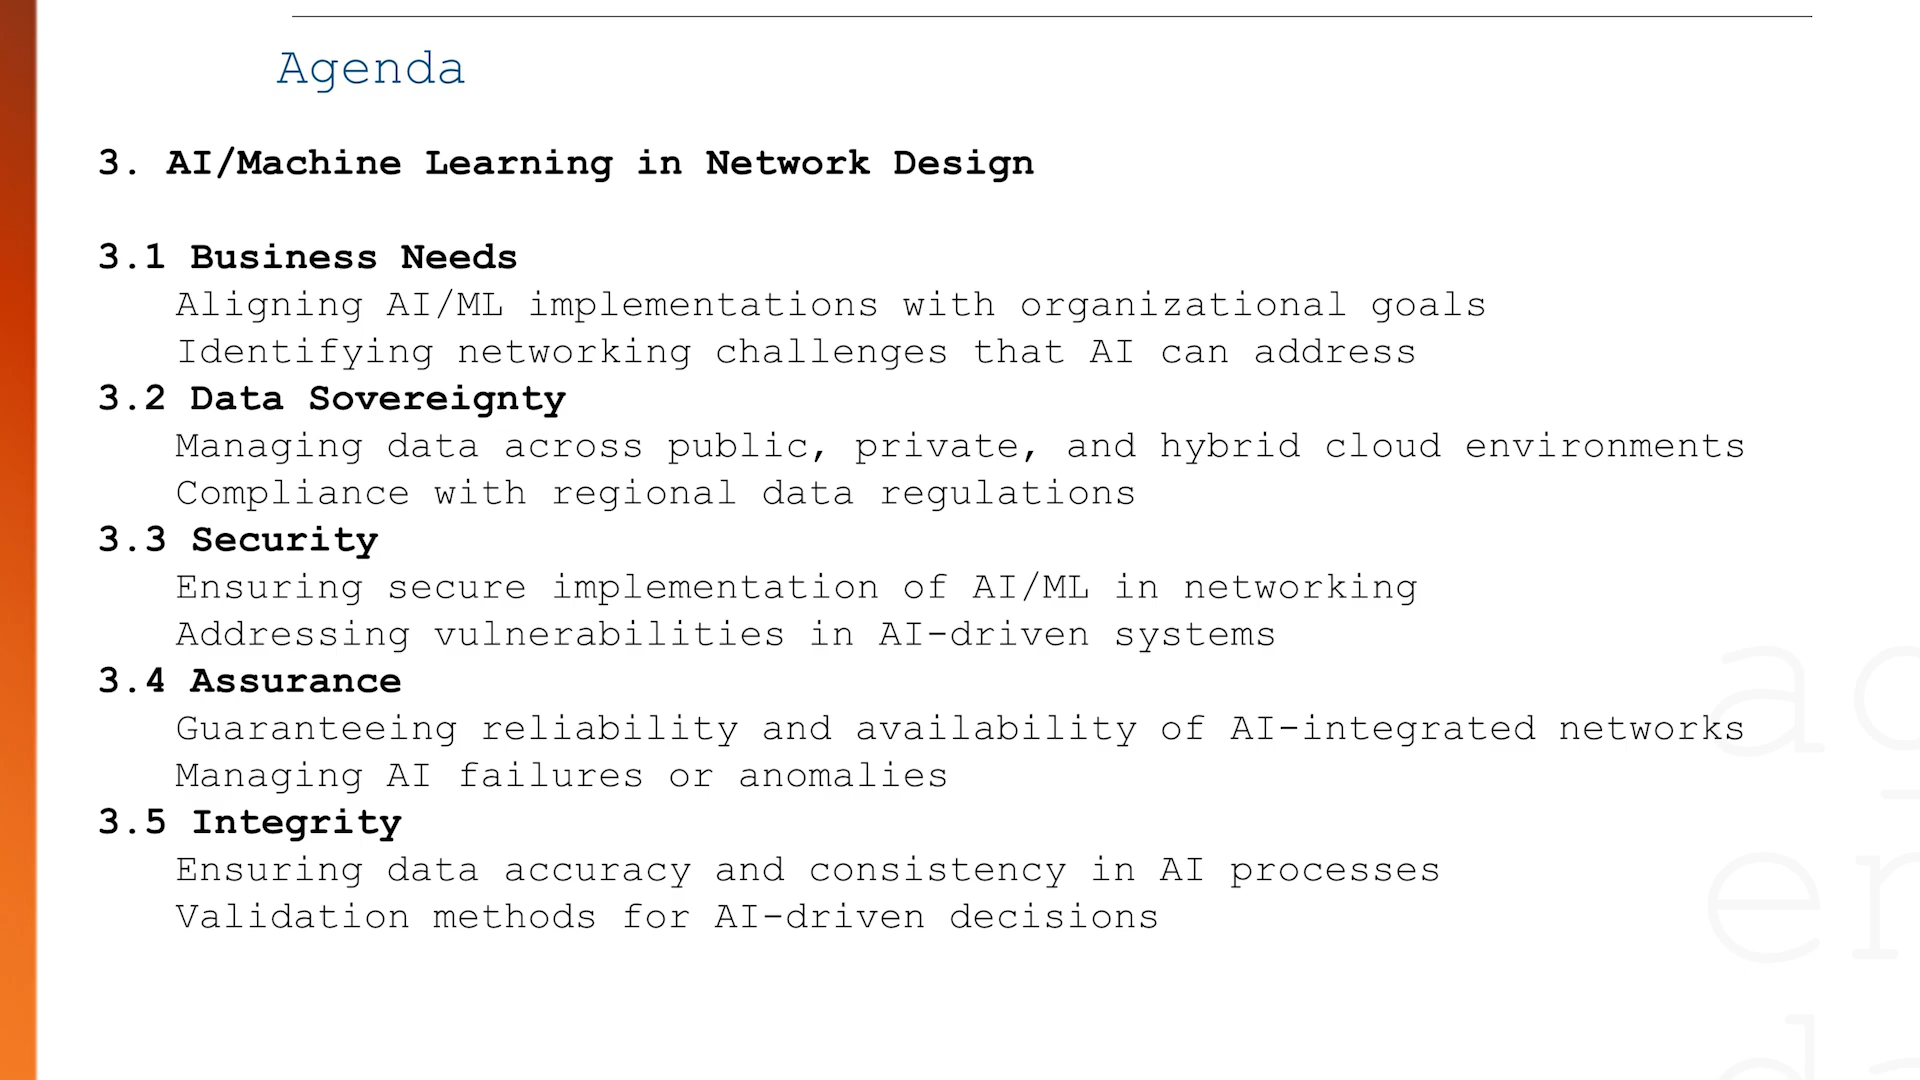 Agenda
3. AI/Machine Learning in Network Design
3.1 Business Needs
Aligning AI/ML implementations with organizational goals
Identifying networking challenges that AI can address
3.2 Data Sovereignty
Managing data across public, private, and hybrid cloud environments
Compliance with regional data regulations
3.3 Security
Ensuring secure implementation of AI/ML in networking
Addressing vulnerabilities in AI-driven systems
3.4 Assurance
Guaranteeing reliability and availability of AI-integrated networks
Managing AI failures or anomalies
3.5 Integrity
Ensuring data accuracy and consistency in AI processes
Validation methods for AI-driven decisions